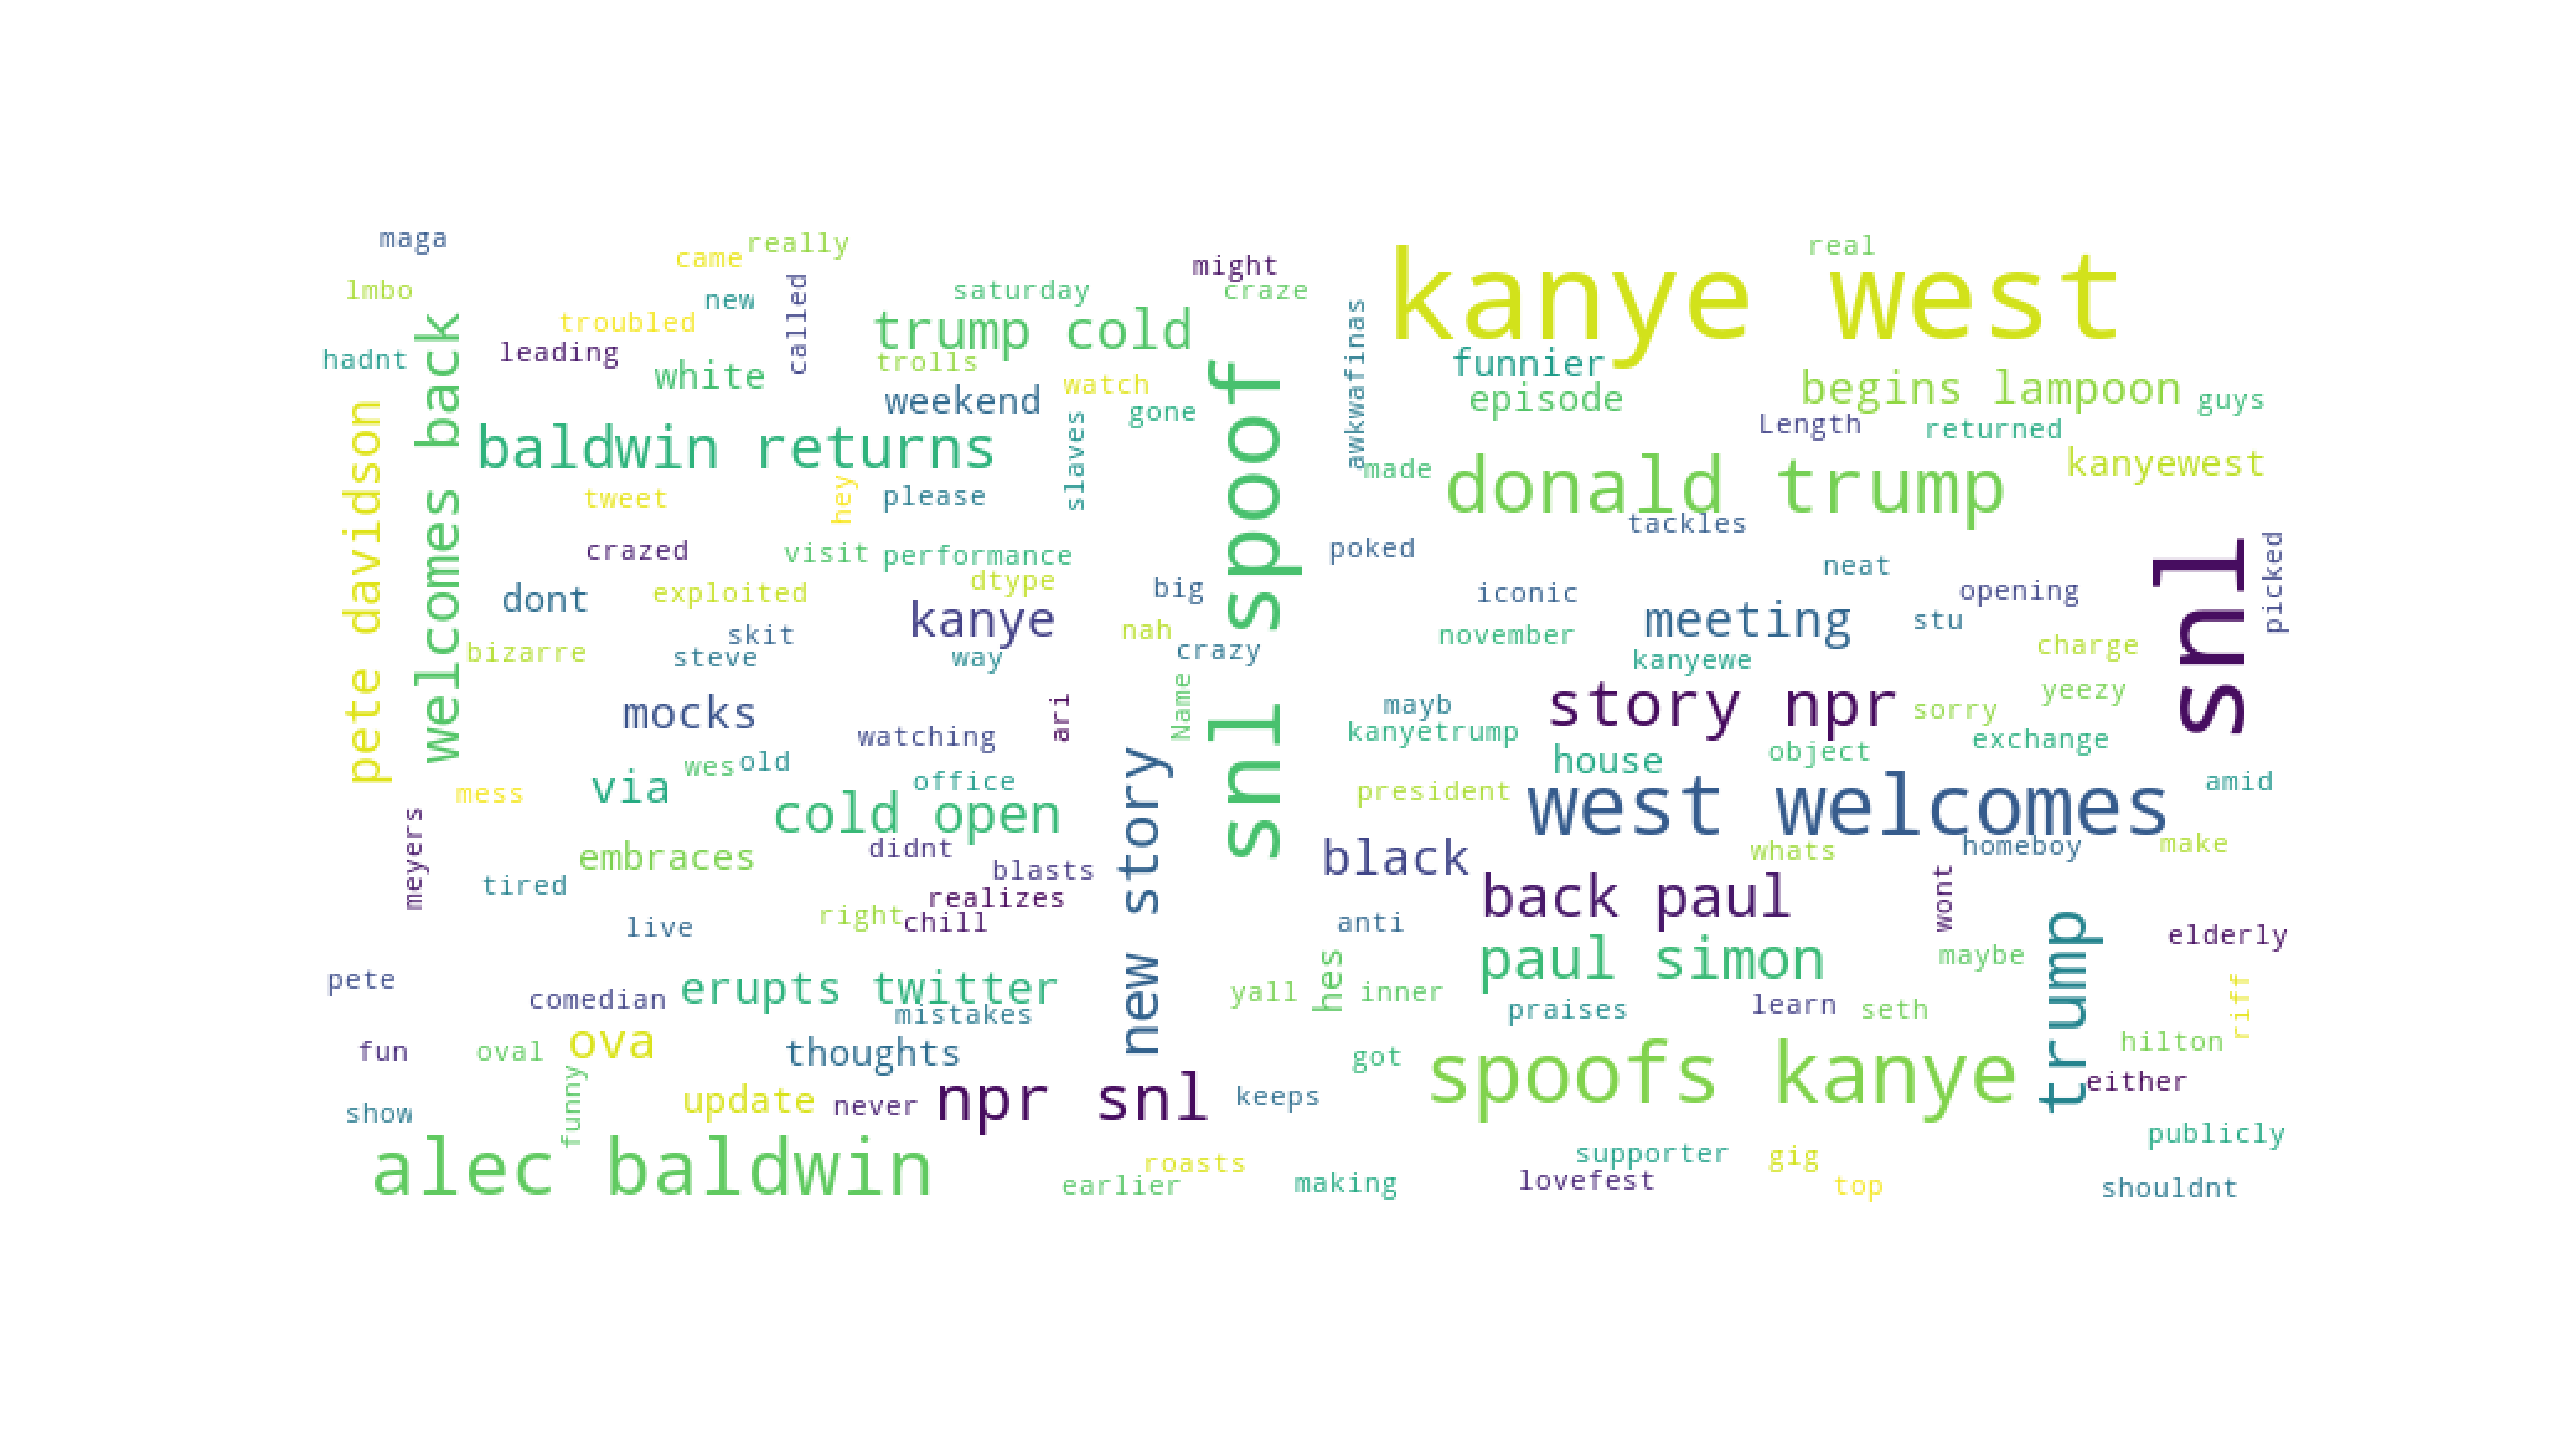 maga
really
real
came
might
lmbo
new
called
saturday
craze
kanye west
troubled
trump cold
hadnt
leading
trolls
white
funnier
watch
weekend
episode
begins lampoon
guys
gone
awkwafinas
Length
returned
welcomes back
baldwin returns
slaves
made
kanyewest
pete davidson
tweet
hey
please
donald trump
tackles
snl spoof
crazed
visit
performance
poked
picked
neat
dtype
big
dont
exploited
iconic
opening
kanye
meeting
stu
snl
skit
nah
november
bizarre
steve
way
crazy
kanyewe
charge
yeezy
mocks
ari
Name
mayb
story npr
sorry
watching
kanyetrump
exchange
wes
old
house
object
via
office
amid
mess
president
cold open
west welcomes
meyers
didnt
new story
homeboy
make
embraces
black
whats
blasts
tired
realizes
back paul
wont
right
chill
anti
live
elderly
paul simon
maybe
pete
erupts twitter
yall
hes
inner
comedian
mistakes
praises
learn
seth
trump
riff
ova
hilton
fun
oval
thoughts
got
spoofs kanye
either
funny
update
never
npr snl
keeps
show
publicly
alec baldwin
roasts
supporter
gig
earlier
making
lovefest
top
shouldnt